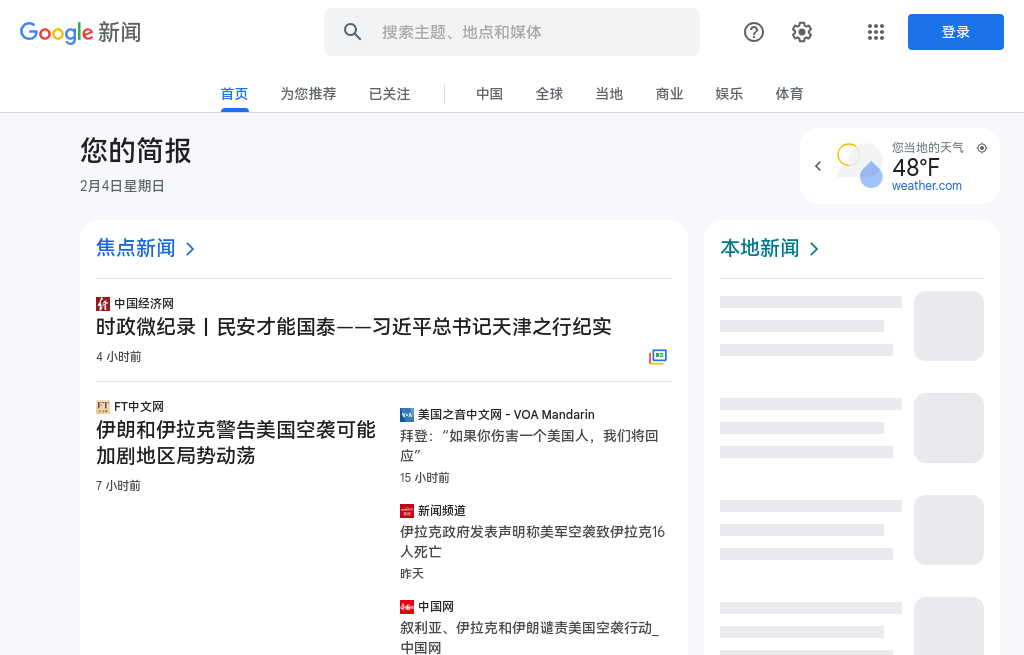 Google 新闻
搜索主题、地点和媒体
登录
首页
为您推荐
已关注
中国
全球
当地
商业
娱乐
体育
您的简报
2月4日星期日
您当地的天气
48°F
weather.com
焦点新闻
本地新闻
中国经济网
时政微纪录丨民安才能国泰——习近平总书记天津之行纪实
4 小时前
FT中文网
伊朗和伊拉克警告美国空袭可能
加剧地区局势动荡
7 小时前
美国之音中文网 - VOA Mandarin
拜登：“如果你伤害一个美国人，我们将回
应”
15 小时前
新闻频道
伊拉克政府发表声明称美军空袭致伊拉克16
人死亡
昨天
中国网
叙利亚、伊拉克和伊朗谴责美国空袭行动_
中国网